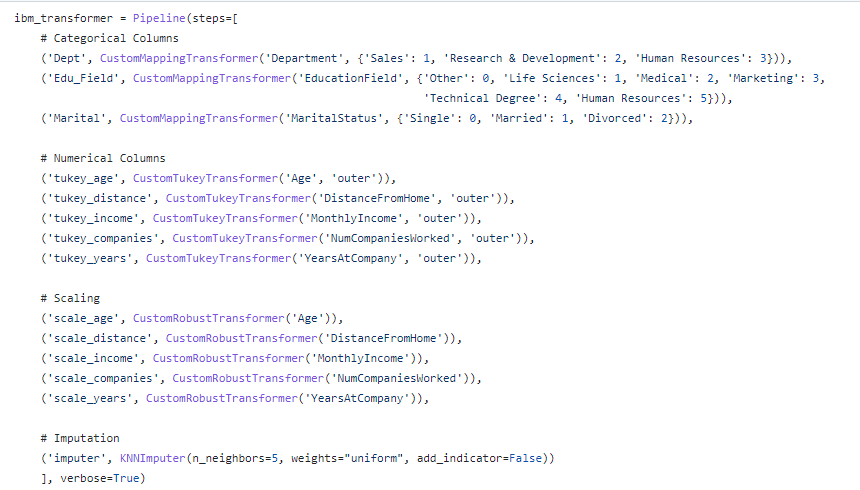 ibm_transformer = Pipeline(steps=[
    # Categorical Columns
    ('Dept', CustomMappingTransformer('Department', {'Sales': 1, 'Research & Development': 2, 'Human Resources': 3})),
    ('Edu_Field', CustomMappingTransformer('EducationField', {'Other': 0, 'Life Sciences': 1, 'Medical': 2, 'Marketing': 3,
                                                              'Technical Degree': 4, 'Human Resources': 5})),
    ('Marital', CustomMappingTransformer('MaritalStatus', {'Single': 0, 'Married': 1, 'Divorced': 2})),

    # Numerical Columns
    ('tukey_age', CustomTukeyTransformer('Age', 'outer')),
    ('tukey_distance', CustomTukeyTransformer('DistanceFromHome', 'outer')),
    ('tukey_income', CustomTukeyTransformer('MonthlyIncome', 'outer')),
    ('tukey_companies', CustomTukeyTransformer('NumCompaniesWorked', 'outer')),
    ('tukey_years', CustomTukeyTransformer('YearsAtCompany', 'outer')),

    # Scaling
    ('scale_age', CustomRobustTransformer('Age')),
    ('scale_distance', CustomRobustTransformer('DistanceFromHome')),
    ('scale_income', CustomRobustTransformer('MonthlyIncome')),
    ('scale_companies', CustomRobustTransformer('NumCompaniesWorked')),
    ('scale_years', CustomRobustTransformer('YearsAtCompany')),

    # Imputation
    ('imputer', KNNImputer(n_neighbors=5, weights="uniform", add_indicator=False))
    ], verbose=True)